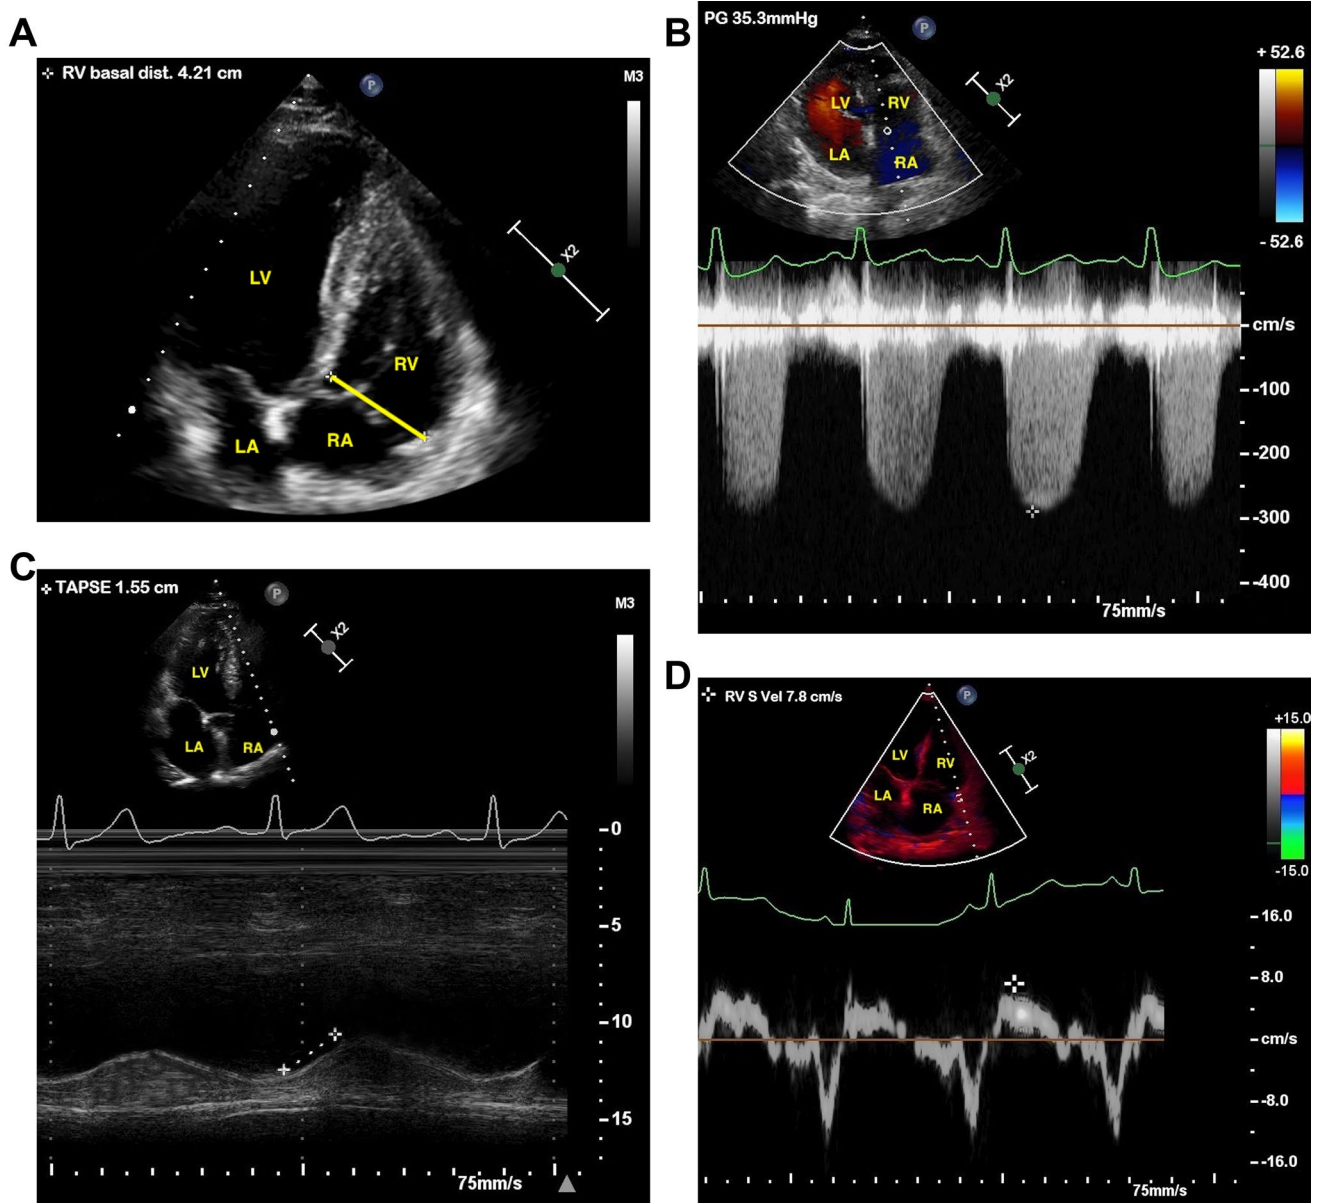 A
RV basal dist. 4.21 cm
P
M3
X2
LV
RV
LA
RA
B
PG 35.3mmHg
P
X2
+ 52.6
- 52.6
LV
RV
LA
RA
cm/s
-100
-200
-300
-400
75mm/s
C
TAPSE 1.55 cm
P
M3
X2
LV
LA
RA
0
5
10
15
75mm/s
D
RV S Vel 7.8 cm/s
P
X2
+15.0
-15.0
LV
RV
LA
RA
16.0
8.0
cm/s
-8.0
-16.0
75mm/s